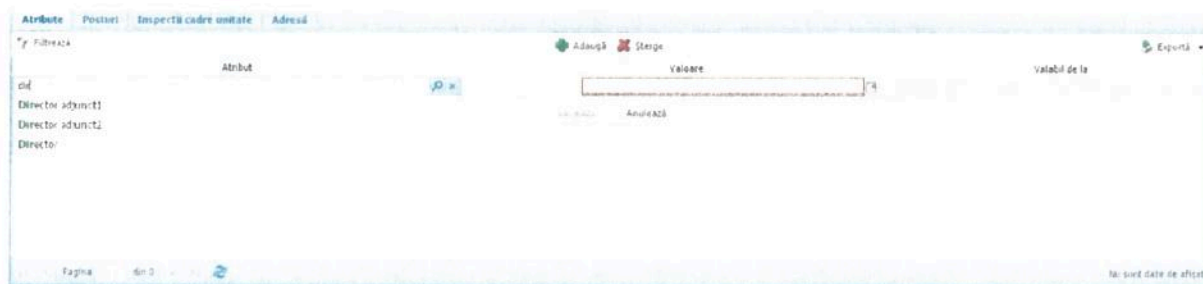 Atribute Posturi Inspectii cadre unitate Adresă
Filtrează Adaugă Șterge Exportă
Atribut Valoare Valabil de la
dir
Anulează
Director adjunct1
Director adjunct2
Director
Pagina din 0 Nu sunt date de afișat